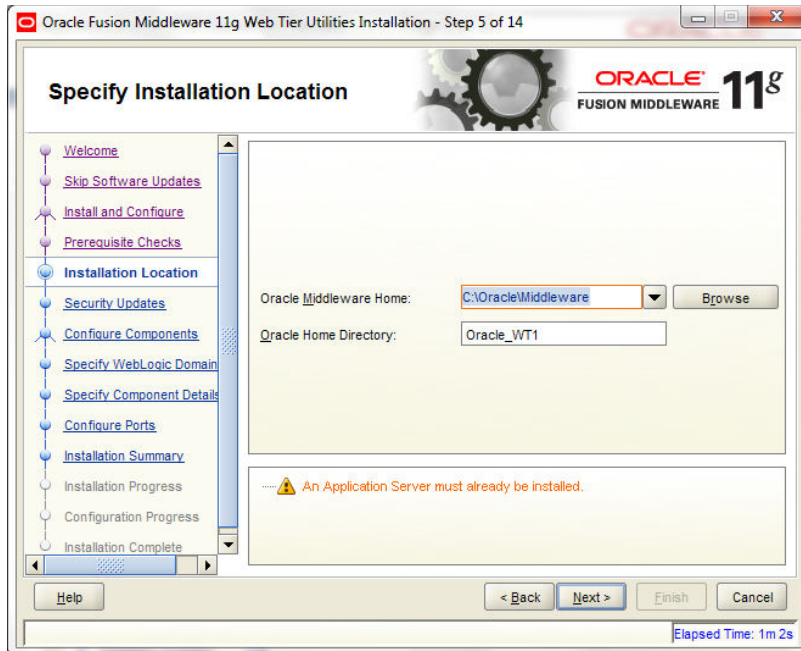 Oracle Fusion Middleware 11g Web Tier Utilities Installation - Step 5 of 14
Specify Installation Location
ORACLE
FUSION MIDDLEWARE
11g
Welcome
Skip Software Updates
Install and Configure
Prerequisite Checks
Installation Location
Security Updates
Configure Components
Specify WebLogic Domain
Specify Component Details
Configure Ports
Installation Summary
Installation Progress
Configuration Progress
Installation Complete
Oracle Middleware Home: C:\Oracle\Middleware Browse
Oracle Home Directory: Oracle_WT1
An Application Server must already be installed.
Help < Back Next > Finish Cancel
Elapsed Time: 1m 2s